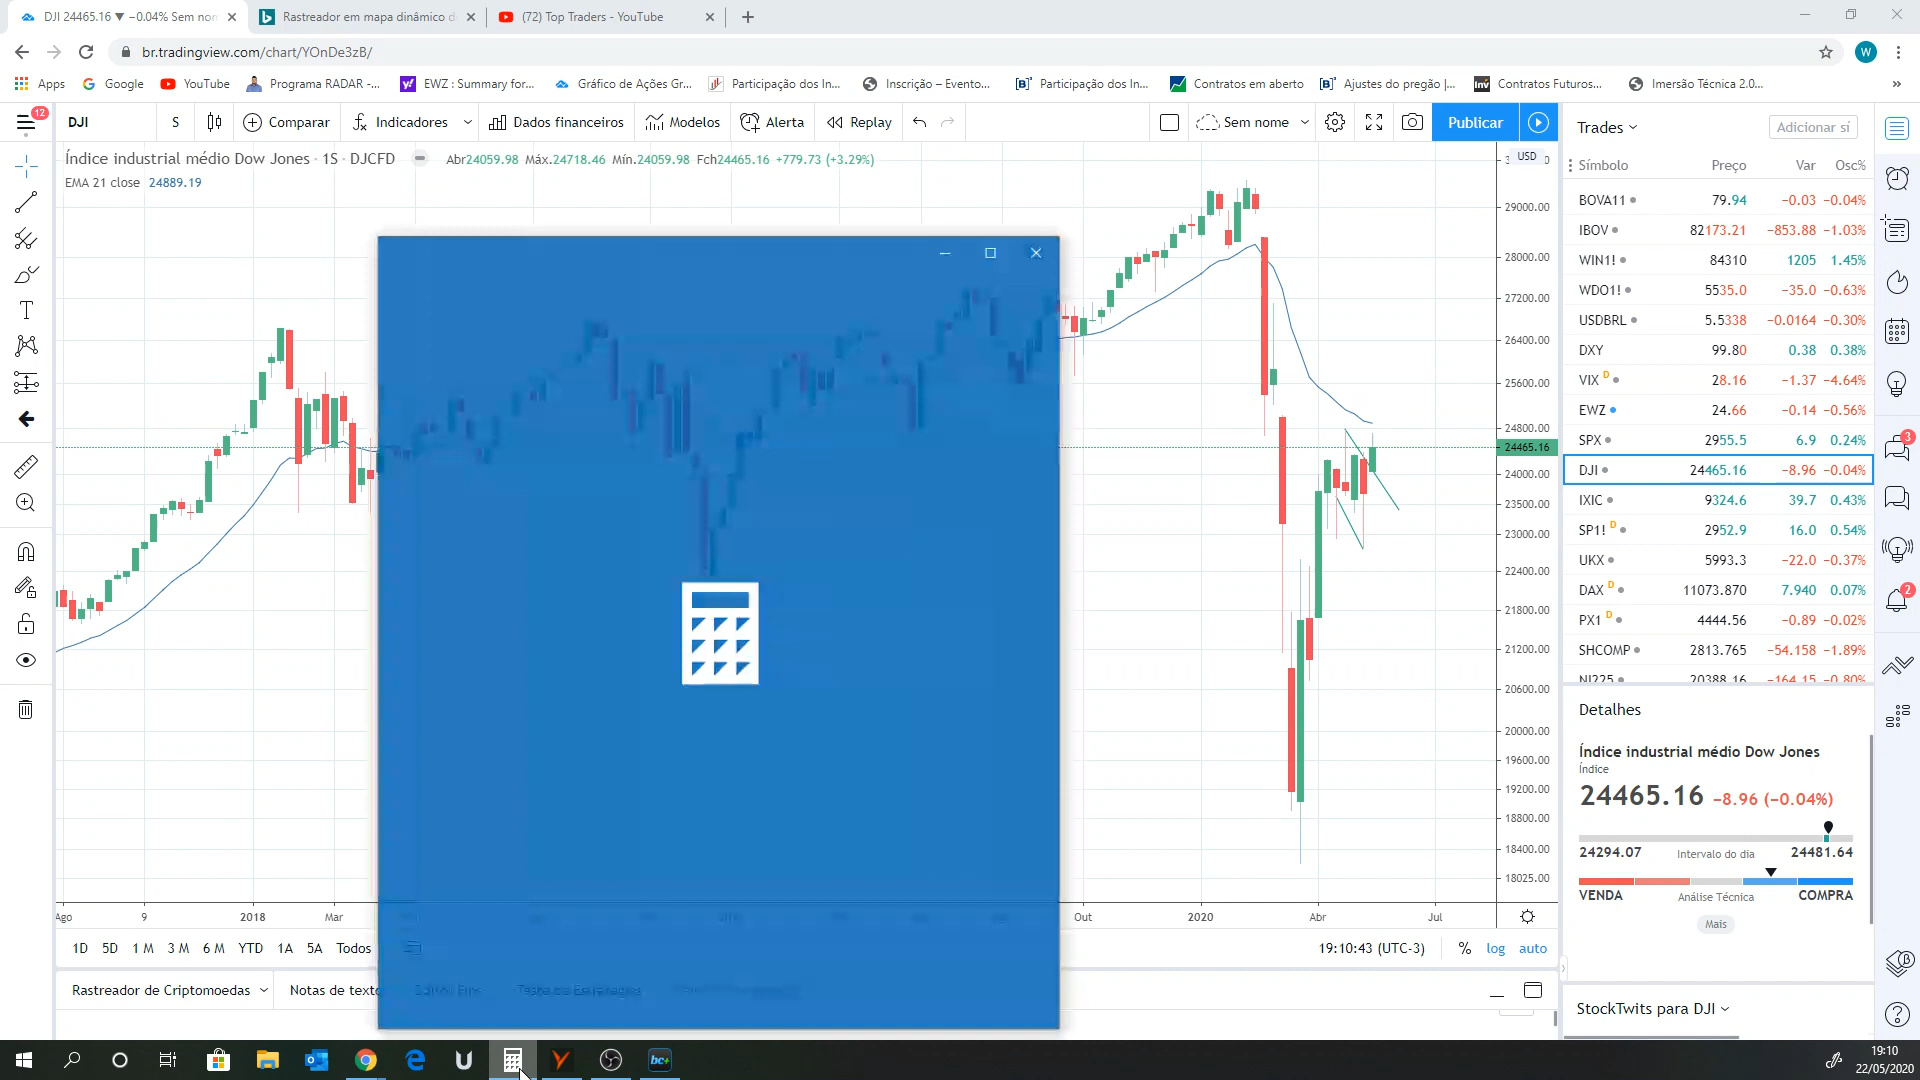 DJI 24465.16 ▼ −0.04% Sem non
Rastreador em mapa dinâmico d
(72) Top Traders - YouTube
br.tradingview.com/chart/YOnDe3zB/
W
Apps
Google
YouTube
Programa RADAR -...
EWZ : Summary for...
Gráfico de Ações Gr...
Participação dos In...
Inscrição – Evento...
Participação dos In...
Contratos em aberto
Ajustes do pregão |...
Contratos Futuros...
Imersão Técnica 2.0...
12
DJI
S
Comparar
Indicadores
Dados financeiros
Modelos
Alerta
Replay
Sem nome
Publicar
Índice industrial médio Dow Jones · 1S · DJCFD
Abr24059.98 Máx.24718.46 Mín.24059.98 Fch24465.16 +779.73 (+3.29%)
EMA 21 close 24889.19
USD
29000.00
28000.00
27200.00
26400.00
25600.00
24800.00
24465.16
24000.00
23500.00
23000.00
22400.00
21800.00
21200.00
20600.00
20000.00
19600.00
19200.00
18800.00
18400.00
18025.00
Ago 9 2018 Mar Out 2020 Abr Jul
1D 5D 1 M 3 M 6 M YTD 1A 5A Todos
19:10:43 (UTC-3) % log auto
Rastreador de Criptomoedas
Notas de texto
Trades
Adicionar sí
Símbolo Preço Var Osc%
BOVA11 79.94 −0.03 −0.04%
IBOV 82173.21 −853.88 −1.03%
WIN1! 84310 1205 1.45%
WDO1! 5535.0 −35.0 −0.63%
USDBRL 5.5338 −0.0164 −0.30%
DXY 99.80 0.38 0.38%
VIX D 28.16 −1.37 −4.64%
EWZ 24.66 −0.14 −0.56%
SPX 2955.5 6.9 0.24%
DJI 24465.16 −8.96 −0.04%
IXIC 9324.6 39.7 0.43%
SP1! D 2952.9 16.0 0.54%
UKX 5993.3 −22.0 −0.37%
DAX D 11073.870 7.940 0.07%
PX1 D 4444.56 −0.89 −0.02%
SHCOMP 2813.765 −54.158 −1.89%
NI225 20388.16 −164.15 −0.80%
Detalhes
Índice industrial médio Dow Jones
Índice
24465.16 −8.96 (−0.04%)
24294.07 Intervalo do dia 24481.64
VENDA Análise Técnica COMPRA
Mais
StockTwits para DJI
3
2
bc+
19:10
22/05/2020